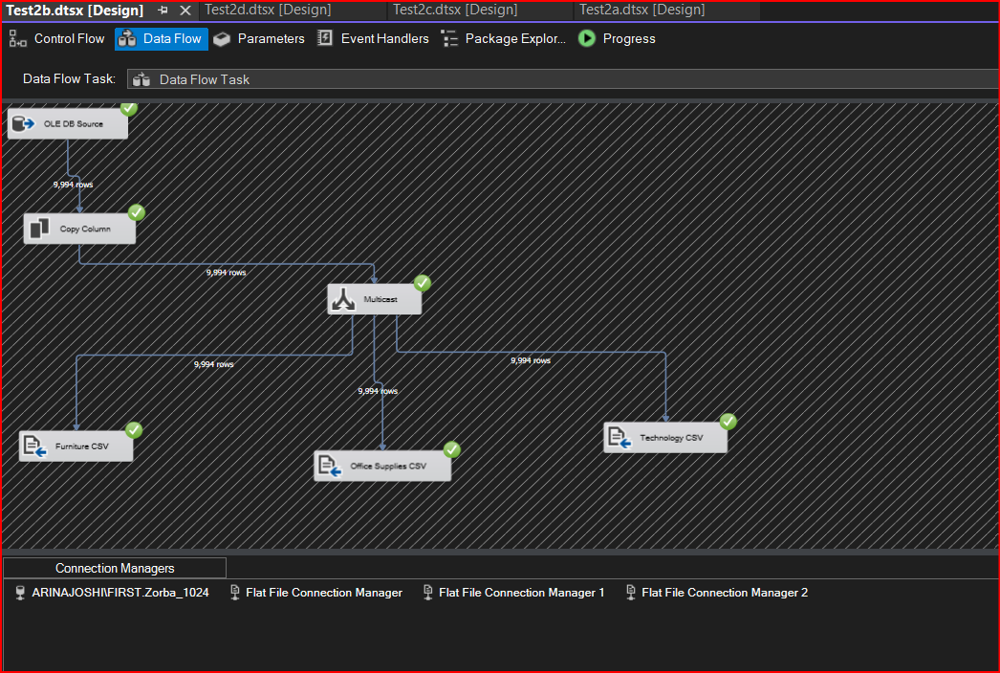 Test2b.dtsx [Design] Test2d.dtsx [Design] Test2c.dtsx [Design] Test2a.dtsx [Design]
Control Flow Data Flow Parameters Event Handlers Package Explor... Progress
Data Flow Task: Data Flow Task
OLE DB Source
9,994 rows
Copy Column
9,994 rows
Multicast
9,994 rows
9,994 rows
9,994 rows
Furniture CSV
Office Supplies CSV
Technology CSV
Connection Managers
ARINAJOSHI\FIRST.Zorba_1024 Flat File Connection Manager Flat File Connection Manager 1 Flat File Connection Manager 2